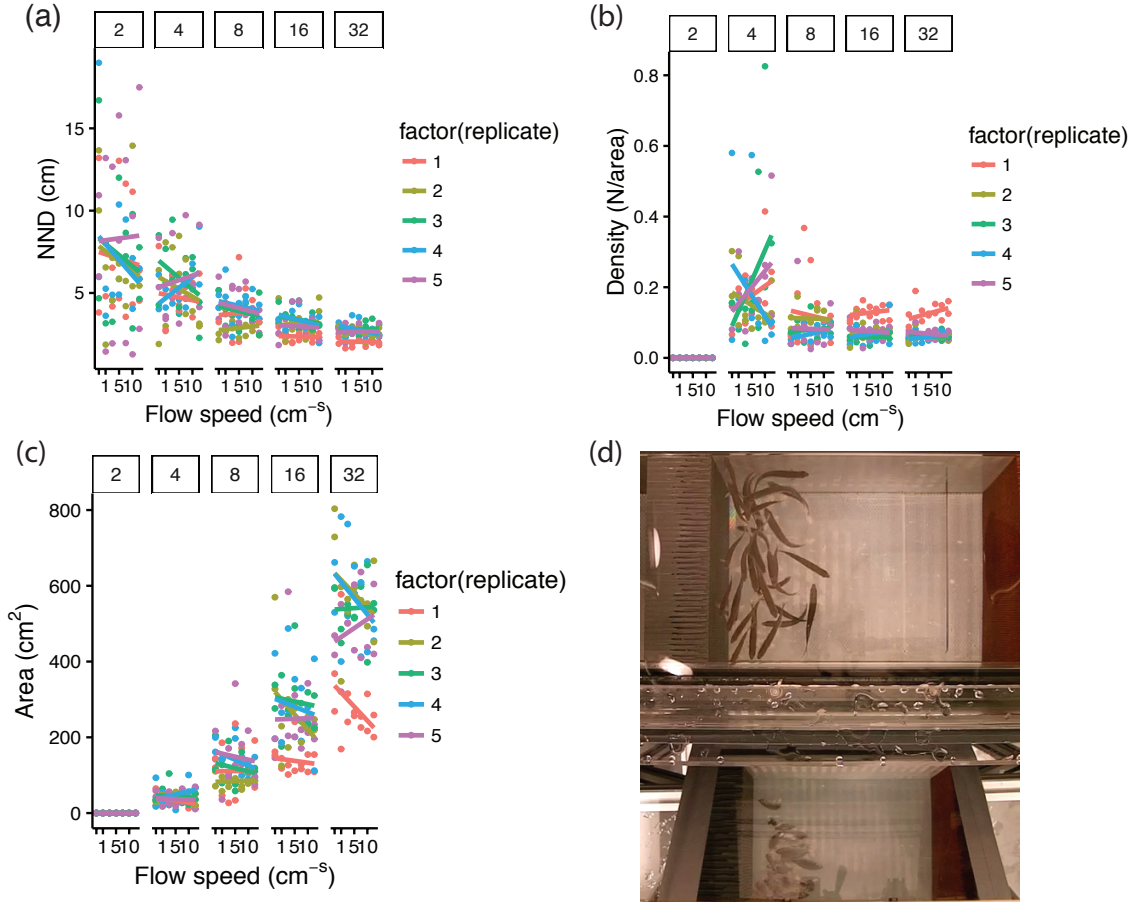 (a)
2 4 8 16 32
15
10
5
NND (cm)
1 510 1 510 1 510 1 510 1 510
Flow speed (cm⁻ˢ)
factor(replicate)
1
2
3
4
5
(b)
2 4 8 16 32
0.8
0.6
0.4
0.2
0.0
Density (N/area)
1 510 1 510 1 510 1 510 1 510
Flow speed (cm⁻ˢ)
factor(replicate)
1
2
3
4
5
(c)
2 4 8 16 32
800
600
400
200
0
Area (cm²)
1 510 1 510 1 510 1 510 1 510
Flow speed (cm⁻ˢ)
factor(replicate)
1
2
3
4
5
(d)